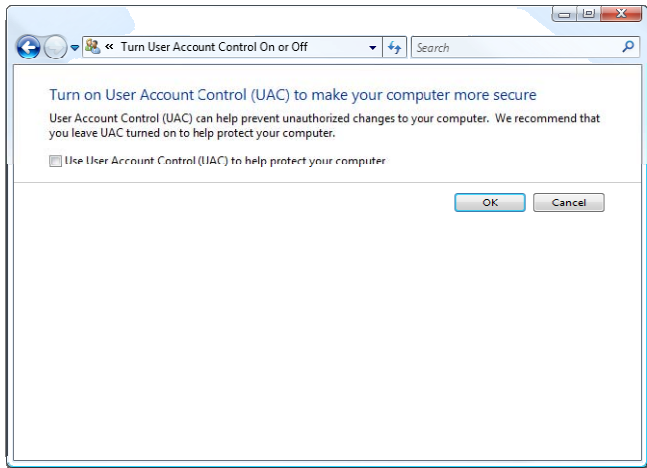 « Turn User Account Control On or Off
Search
Turn on User Account Control (UAC) to make your computer more secure
User Account Control (UAC) can help prevent unauthorized changes to your computer. We recommend that
you leave UAC turned on to help protect your computer.
Use User Account Control (UAC) to help protect your computer
OK
Cancel